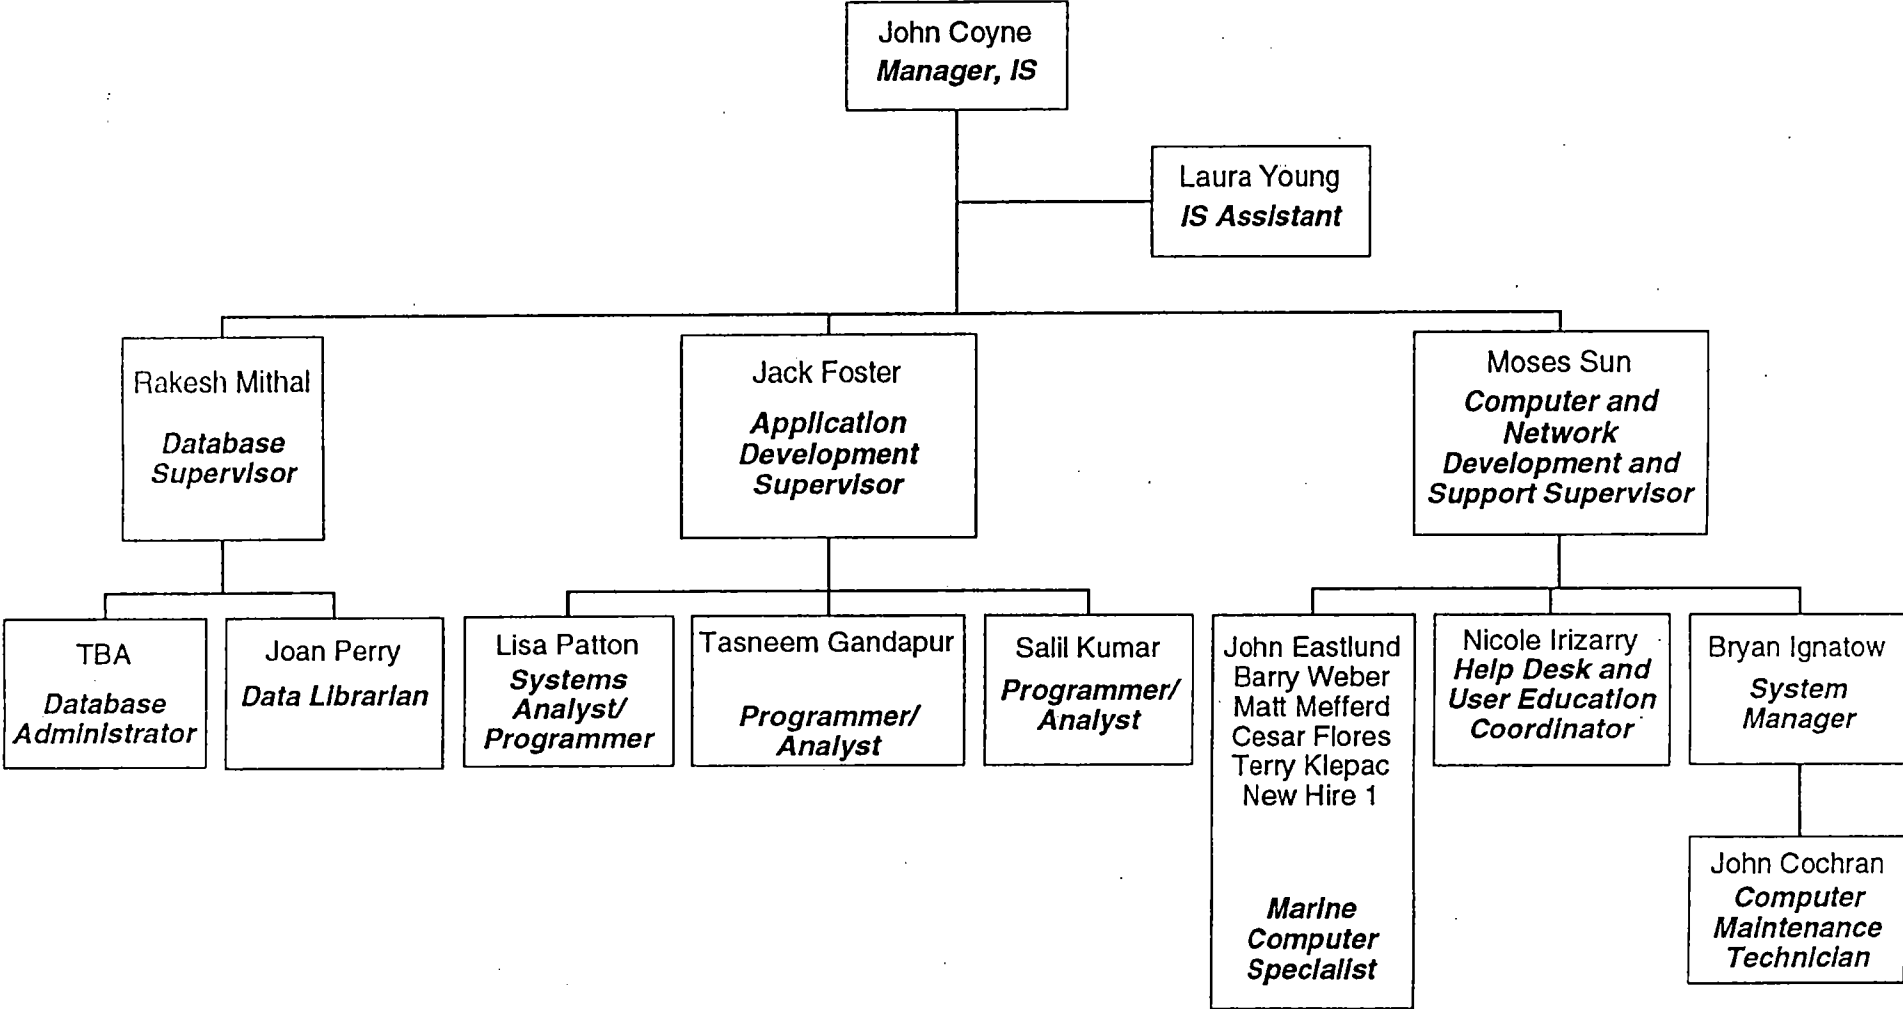 John Coyne
Manager, IS
Laura Young
IS Assistant
Rakesh Mithal
Database
Supervisor
Jack Foster
Application
Development
Supervisor
Moses Sun
Computer and
Network
Development and
Support Supervisor
TBA
Database
Administrator
Joan Perry
Data Librarian
Lisa Patton
Systems
Analyst/
Programmer
Tasneem Gandapur
Programmer/
Analyst
Salil Kumar
Programmer/
Analyst
John Eastlund
Barry Weber
Matt Mefferd
Cesar Flores
Terry Klepac
New Hire 1
Marine
Computer
Specialist
Nicole Irizarry
Help Desk and
User Education
Coordinator
Bryan Ignatow
System
Manager
John Cochran
Computer
Maintenance
Technician